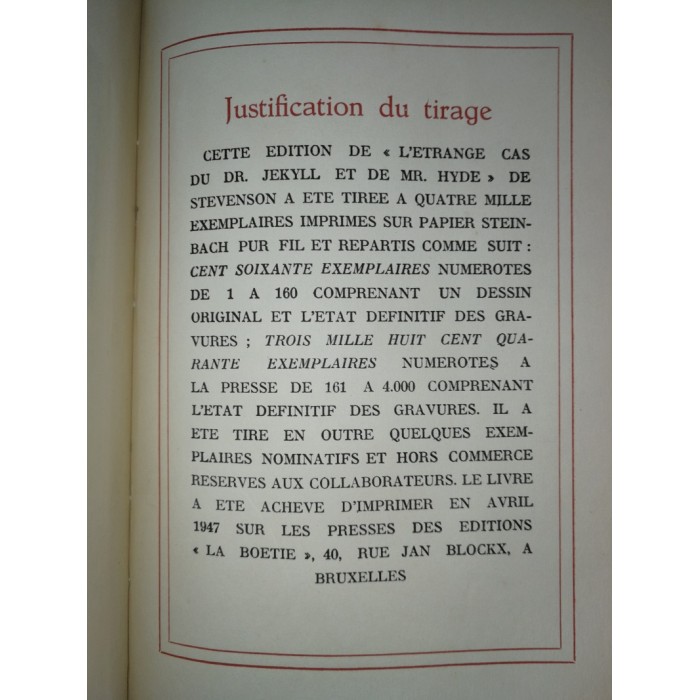 Justification du tirage
CETTE EDITION DE « L'ETRANGE CAS
DU DR. JEKYLL ET DE MR. HYDE » DE
STEVENSON A ETE TIREE A QUATRE MILLE
EXEMPLAIRES IMPRIMES SUR PAPIER STEIN-
BACH PUR FIL ET REPARTIS COMME SUIT :
CENT SOIXANTE EXEMPLAIRES NUMEROTES
DE 1 A 160 COMPRENANT UN DESSIN
ORIGINAL ET L'ETAT DEFINITIF DES GRA-
VURES ; TROIS MILLE HUIT CENT QUA-
RANTE EXEMPLAIRES NUMEROTES A
LA PRESSE DE 161 A 4.000 COMPRENANT
L'ETAT DEFINITIF DES GRAVURES. IL A
ETE TIRE EN OUTRE QUELQUES EXEM-
PLAIRES NOMINATIFS ET HORS COMMERCE
RESERVES AUX COLLABORATEURS. LE LIVRE
A ETE ACHEVE D'IMPRIMER EN AVRIL
1947 SUR LES PRESSES DES EDITIONS
« LA BOETIE », 40, RUE JAN BLOCKX, A
BRUXELLES